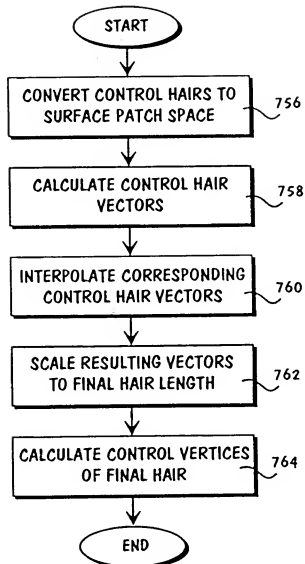 START
CONVERT CONTROL HAIRS TO
SURFACE PATCH SPACE
756
CALCULATE CONTROL HAIR
VECTORS
758
INTERPOLATE CORRESPONDING
CONTROL HAIR VECTORS
760
SCALE RESULTING VECTORS
TO FINAL HAIR LENGTH
762
CALCULATE CONTROL VERTICES
OF FINAL HAIR
764
END